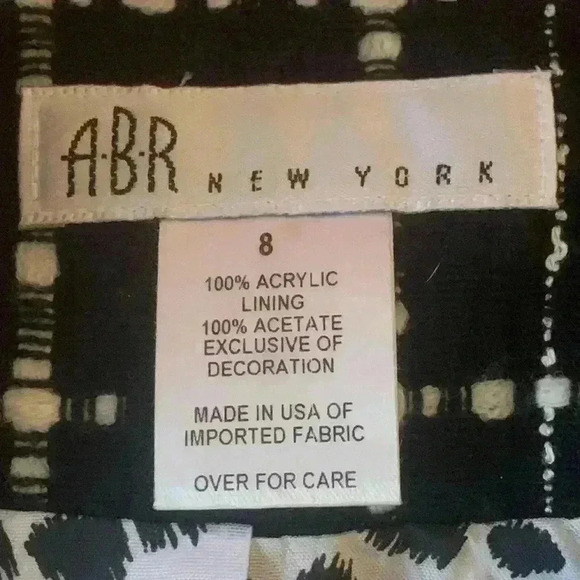 A·B·R NEW YORK
8
100% ACRYLIC
LINING
100% ACETATE
EXCLUSIVE OF
DECORATION
MADE IN USA OF
IMPORTED FABRIC
OVER FOR CARE